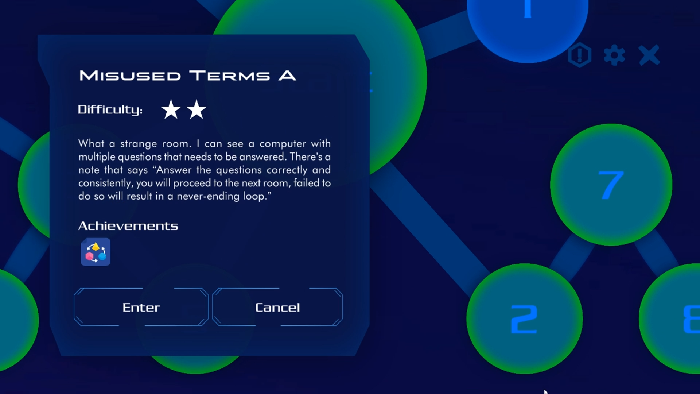 1
Misused Terms A
Difficulty:
What a strange room. I can see a computer with
multiple questions that needs to be answered. There's a
note that says "Answer the questions correctly and
consistently, you will proceed to the next room, failed to
do so will result in a never-ending loop."
Achievements
Enter
Cancel
7
2
8